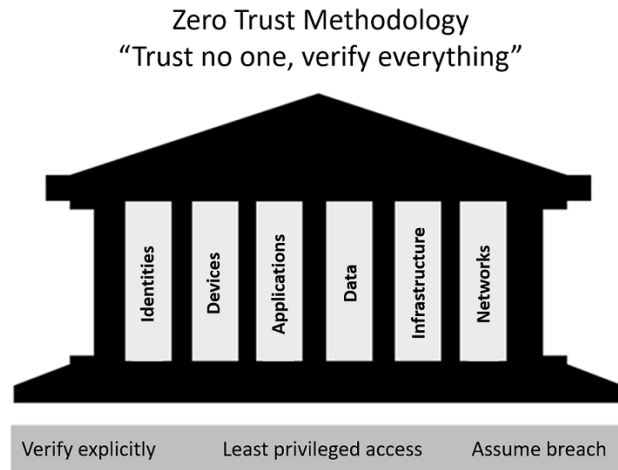 Zero Trust Methodology
“Trust no one, verify everything”
Identities
Devices
Applications
Data
Infrastructure
Networks
Verify explicitly
Least privileged access
Assume breach